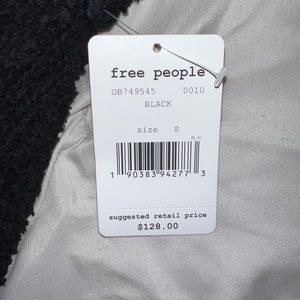 free people
OB749545 0010
BLACK
size S
1 90383 94277 3
suggested retail price
$128.00